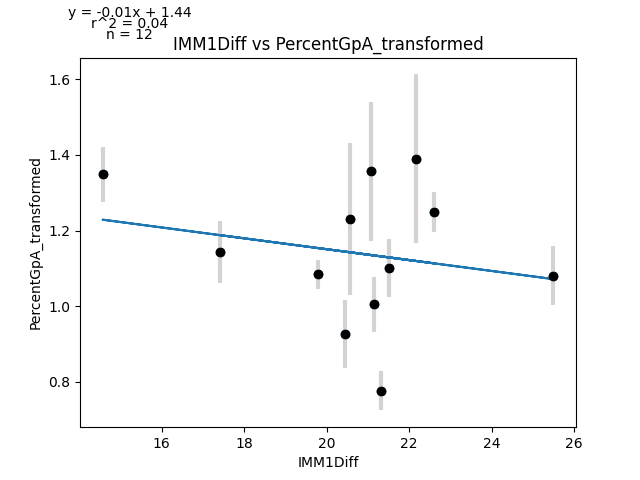 y = -0.01x + 1.44
r^2 = 0.04
n = 12
IMM1Diff vs PercentGpA_transformed
1.6
1.4
1.2
1.0
0.8
PercentGpA_transformed
16 18 20 22 24 26
IMM1Diff